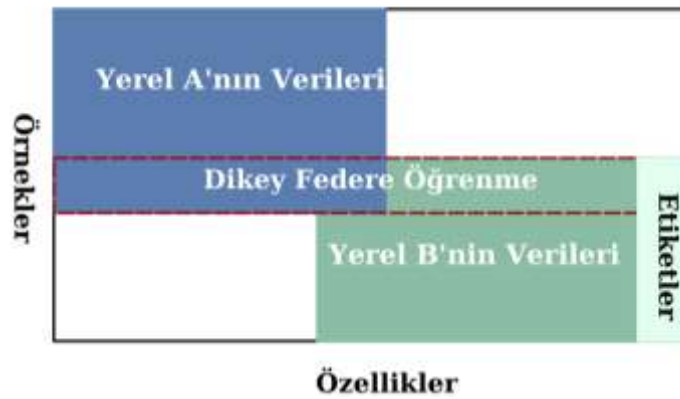 Yerel A'nın Verileri
Örnekler
Dikey Federe Öğrenme
Yerel B'nin Verileri
Etiketler
Özellikler